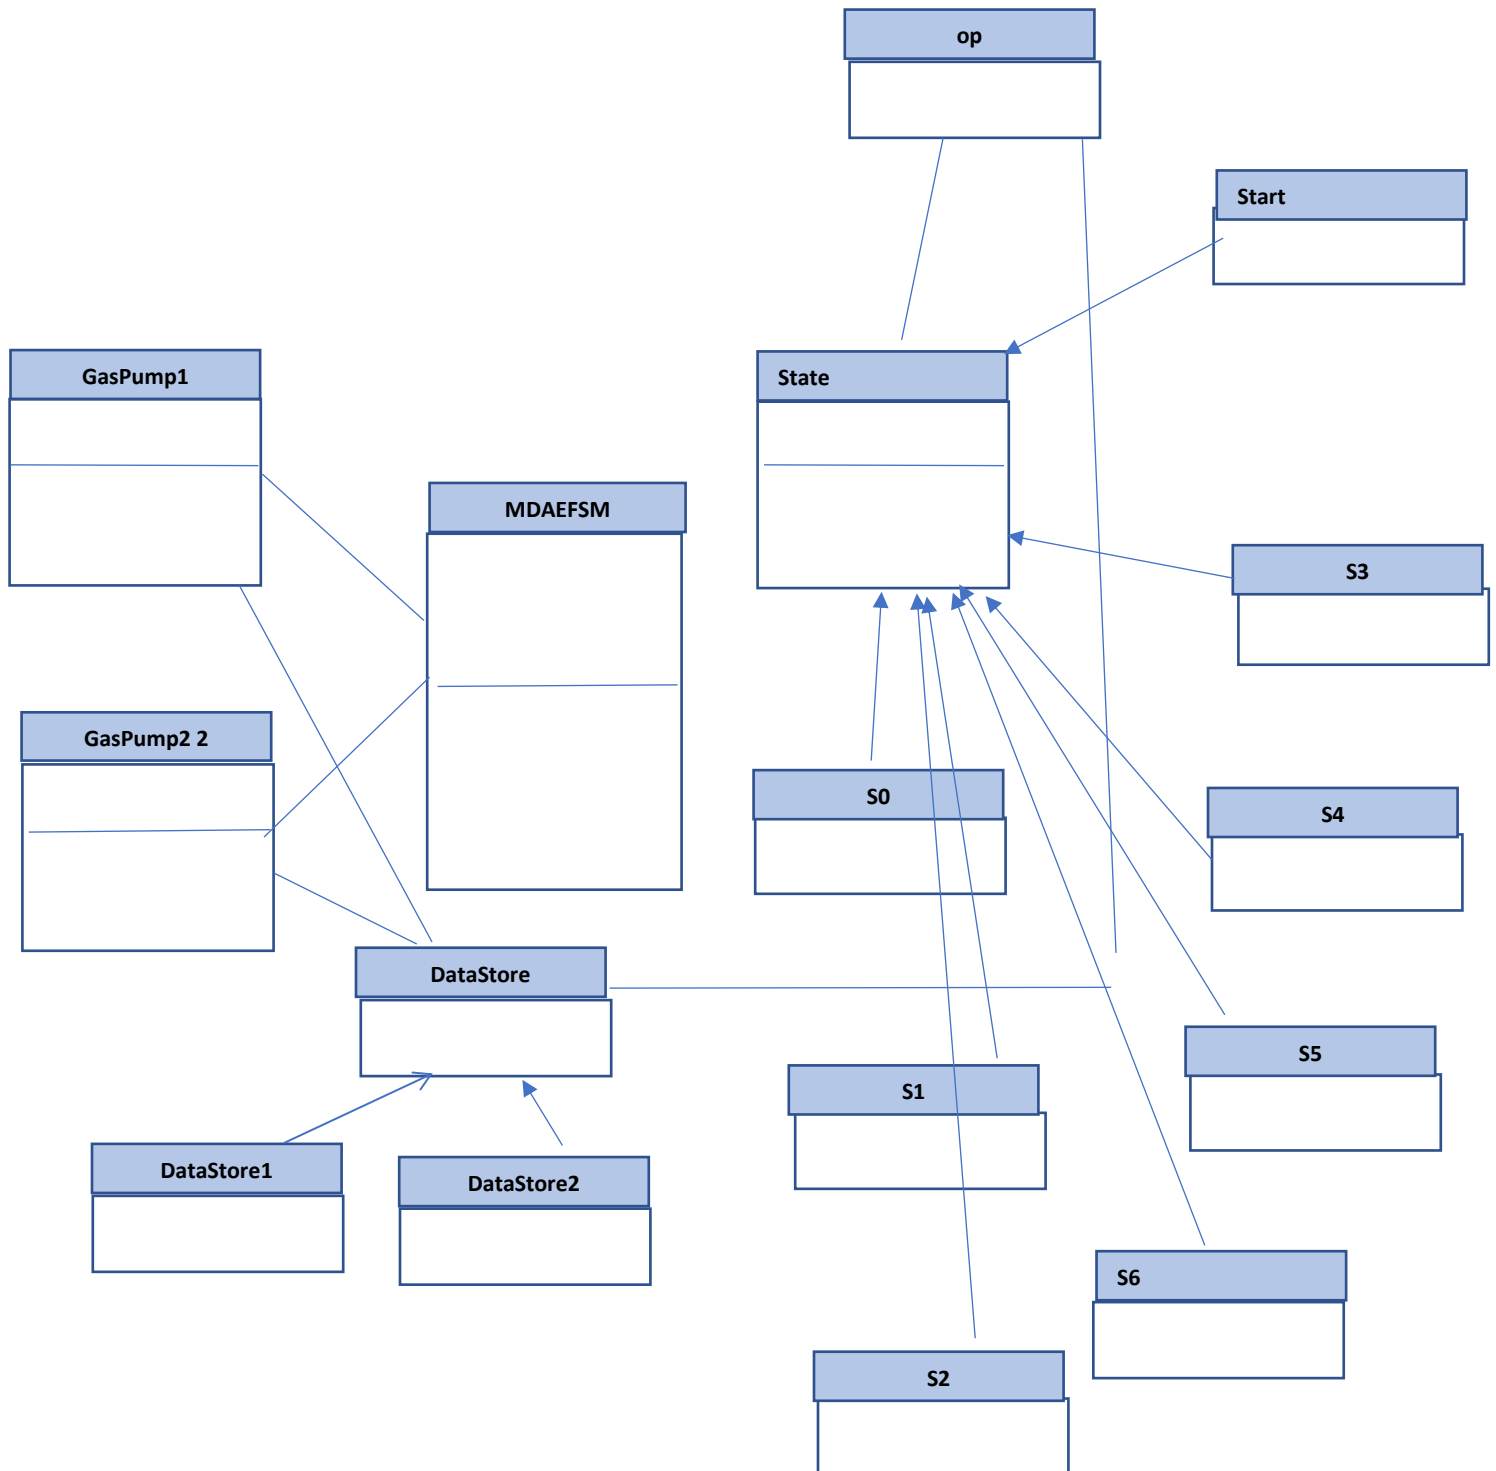 op
Start
GasPump1
State
MDAEFSM
S3
GasPump2 2
S0
S4
DataStore
S5
S1
DataStore1
DataStore2
S6
S2